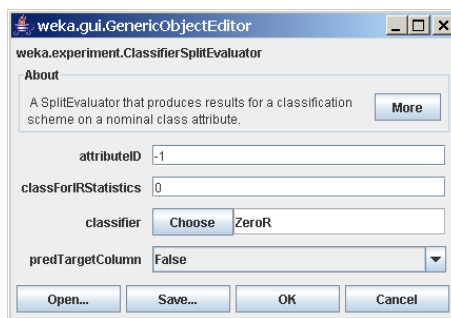 weka.gui.GenericObjectEditor
weka.experiment.ClassifierSplitEvaluator
About
A SplitEvaluator that produces results for a classification
scheme on a nominal class attribute.
More
attributeID -1
classForIRStatistics 0
classifier Choose ZeroR
predTargetColumn False
Open... Save... OK Cancel